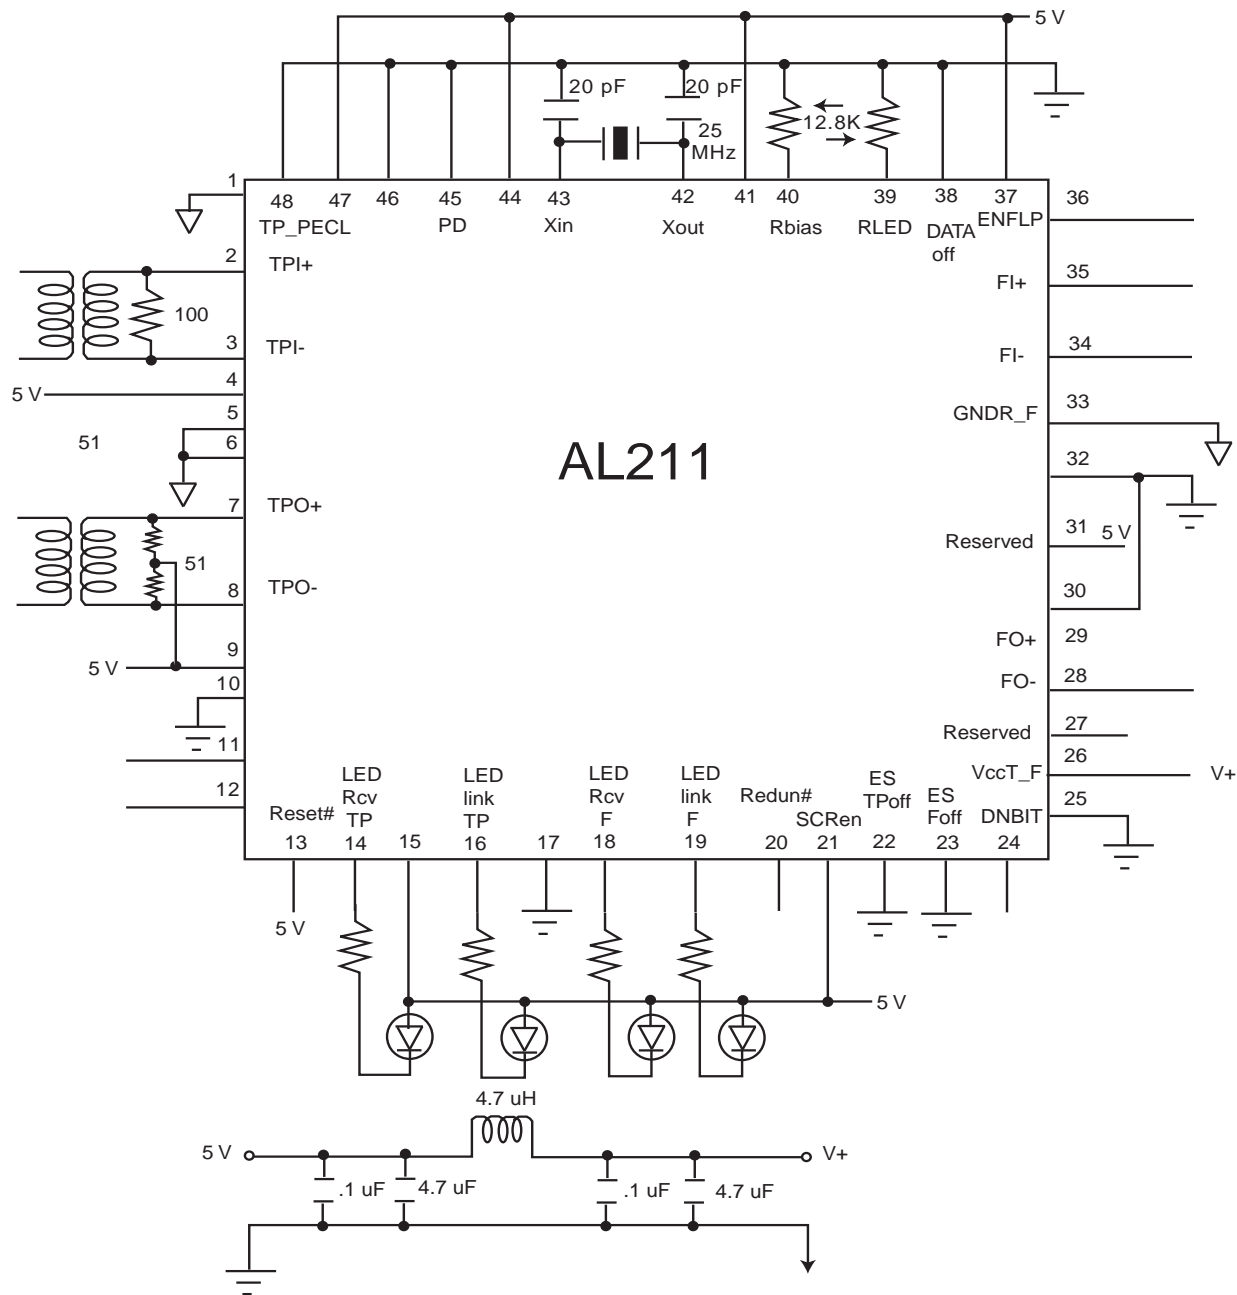 5 V
20 pF
20 pF
12.8K
25
MHz
1
48
47
46
45
44
43
42
41
40
39
38
37
36
TP_PECL
PD
Xin
Xout
Rbias
RLED
DATA
off
ENFLP
2
TPI+
FI+
35
100
3
TPI-
FI-
34
4
5 V
5
GNDR_F
33
51
6
AL211
32
7
TPO+
31
5 V
Reserved
51
8
TPO-
30
9
5 V
FO+
29
10
FO-
28
11
Reserved
27
12
VccT_F
26
V+
25
Reset#
13
LED
Rcv
TP
14
15
LED
link
TP
16
17
LED
Rcv
F
18
LED
link
F
19
Redun#
20
SCRen
21
ES
TPoff
22
ES
Foff
23
DNBIT
24
5 V
5 V
4.7 uH
5 V
V+
.1 uF
4.7 uF
.1 uF
4.7 uF